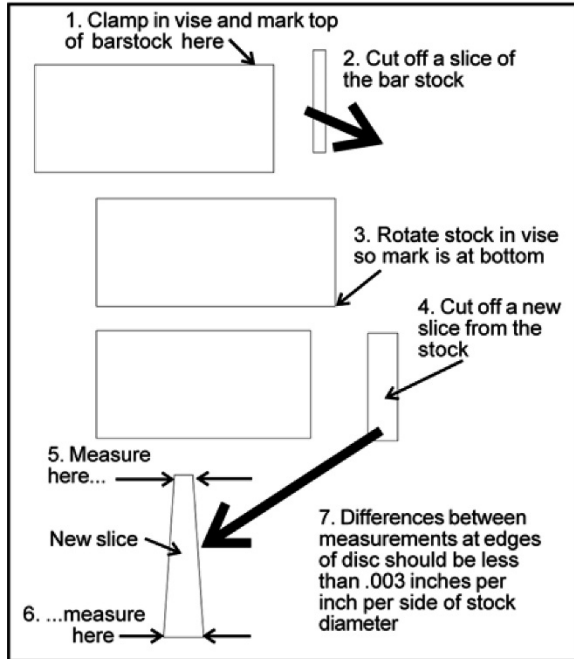 1. Clamp in vise and mark top
of barstock here
2. Cut off a slice of
the bar stock
3. Rotate stock in vise
so mark is at bottom
4. Cut off a new
slice from the
stock
5. Measure
here...
New slice
6. ...measure
here
7. Differences between
measurements at edges
of disc should be less
than .003 inches per
inch per side of stock
diameter